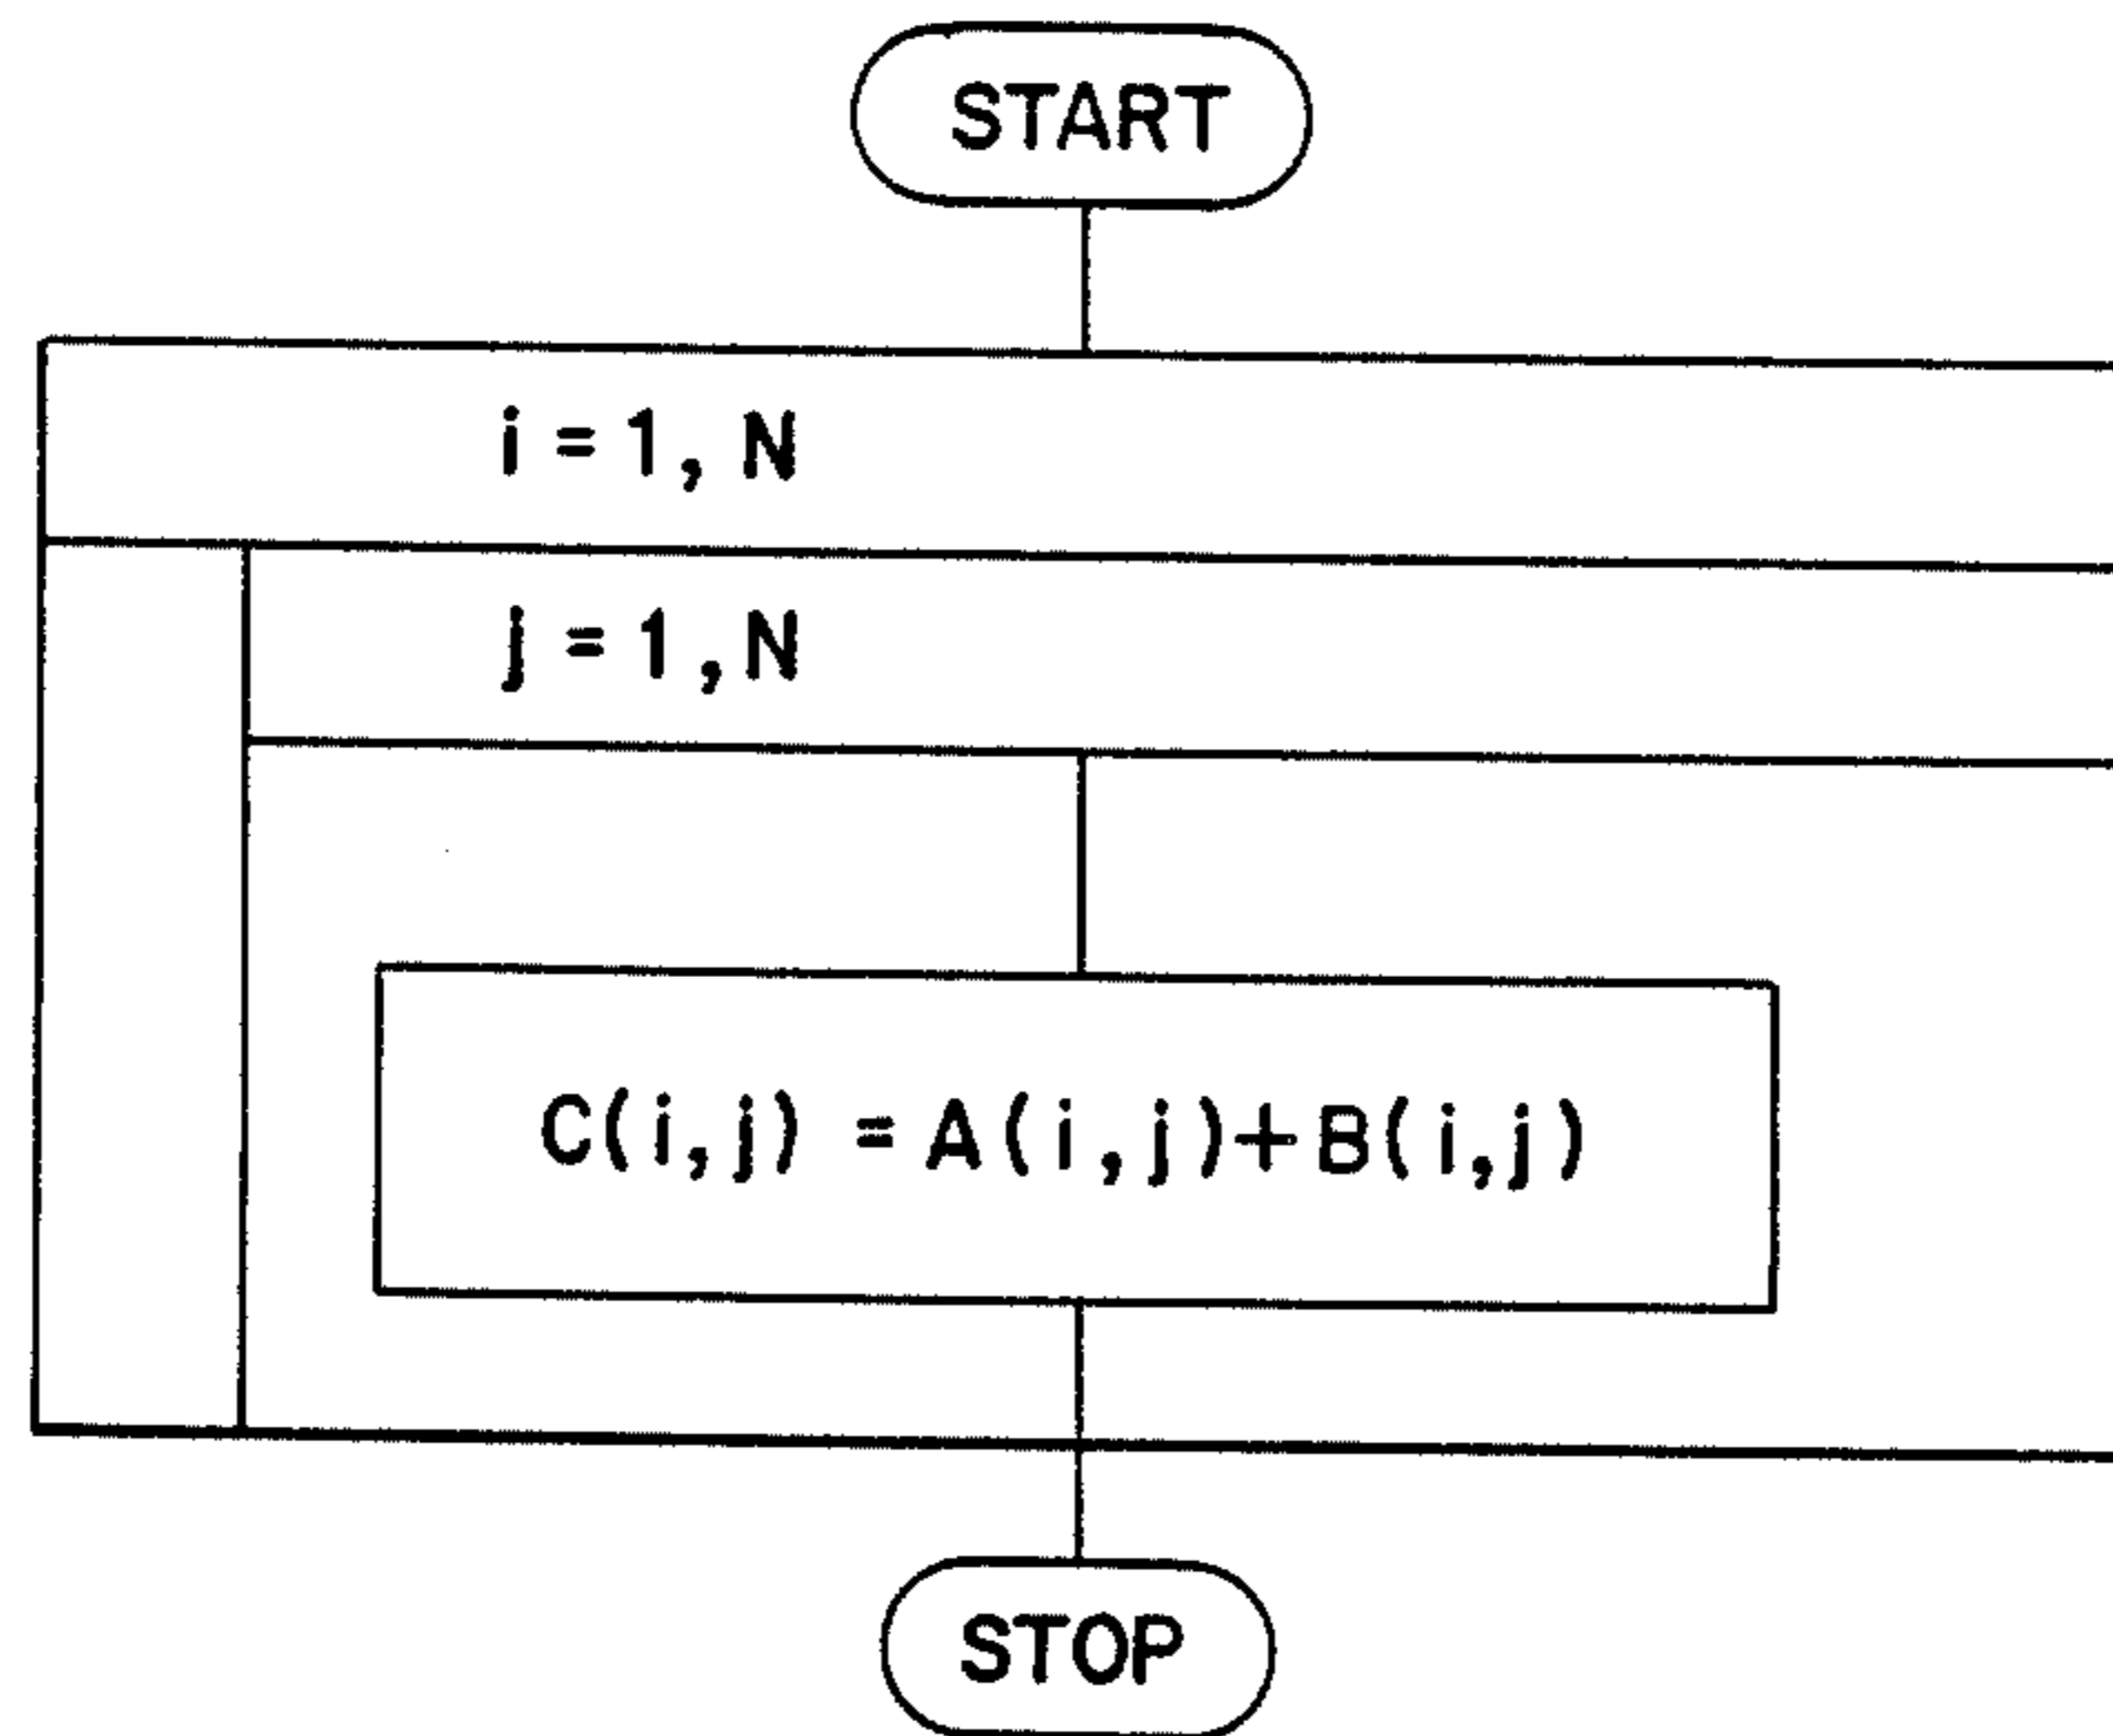 START
i = 1, N
j = 1, N
C(i,j) = A(i,j)+B(i,j)
STOP